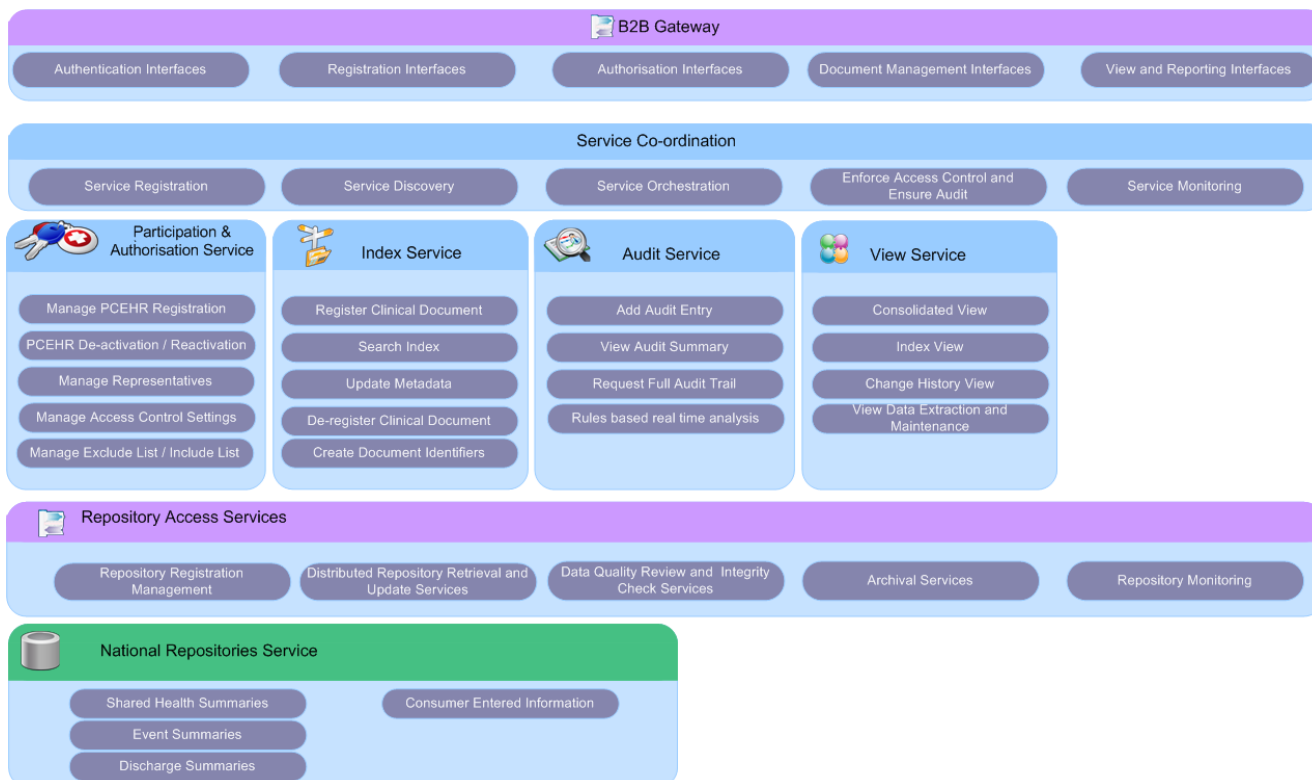 B2B Gateway
Authentication Interfaces
Registration Interfaces
Authorisation Interfaces
Document Management Interfaces
View and Reporting Interfaces
Service Co-ordination
Service Registration
Service Discovery
Service Orchestration
Enforce Access Control and
Ensure Audit
Service Monitoring
Participation &
Authorisation Service
Manage PCEHR Registration
PCEHR De-activation / Reactivation
Manage Representatives
Manage Access Control Settings
Manage Exclude List / Include List
Index Service
Register Clinical Document
Search Index
Update Metadata
De-register Clinical Document
Create Document Identifiers
Audit Service
Add Audit Entry
View Audit Summary
Request Full Audit Trail
Rules based real time analysis
View Service
Consolidated View
Index View
Change History View
View Data Extraction and
Maintenance
Repository Access Services
Repository Registration
Management
Distributed Repository Retrieval and
Update Services
Data Quality Review and Integrity
Check Services
Archival Services
Repository Monitoring
National Repositories Service
Shared Health Summaries
Event Summaries
Discharge Summaries
Consumer Entered Information